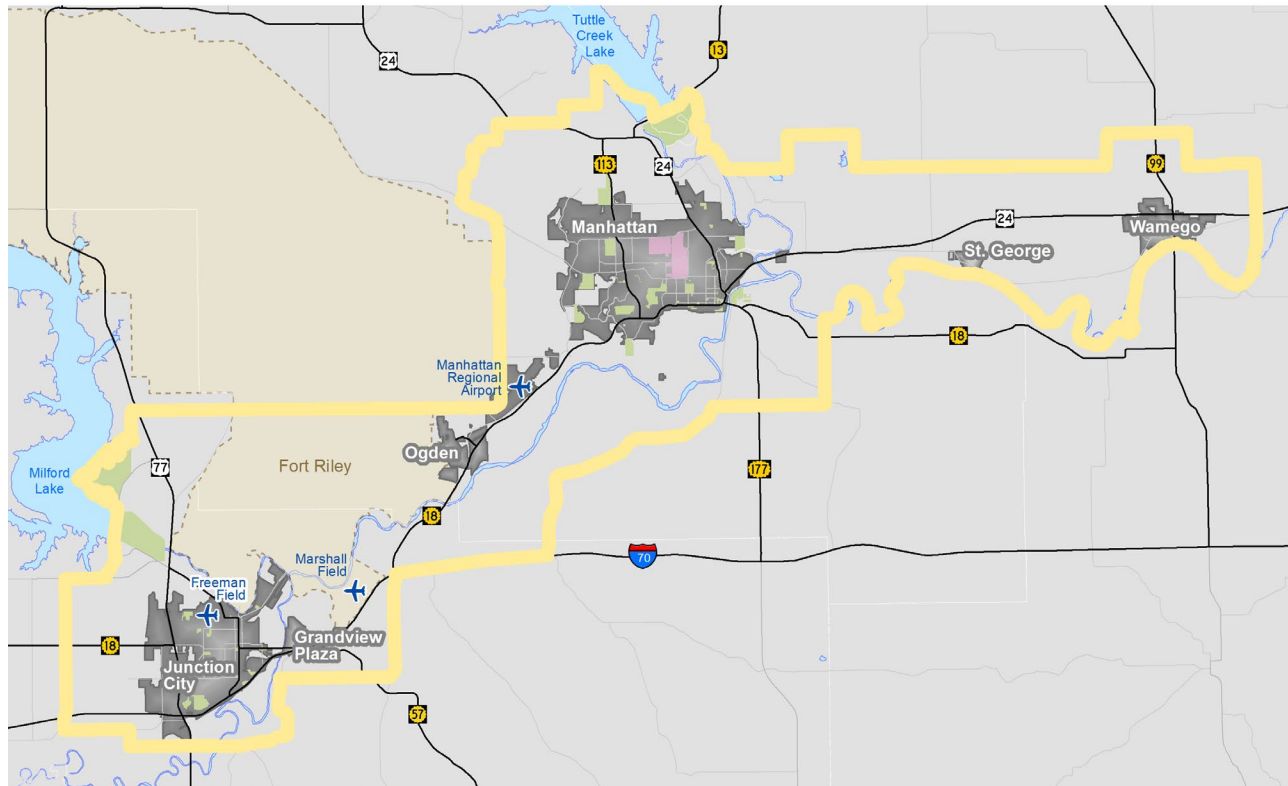 Tuttle
Creek
Lake
13
24
113
24
99
Manhattan
24
Wamego
St. George
18
Manhattan
Regional
Airport
Ogden
Fort Riley
77
Milford
Lake
177
18
70
Marshall
Field
Freeman
Field
18
Grandview
Plaza
Junction
City
57
18